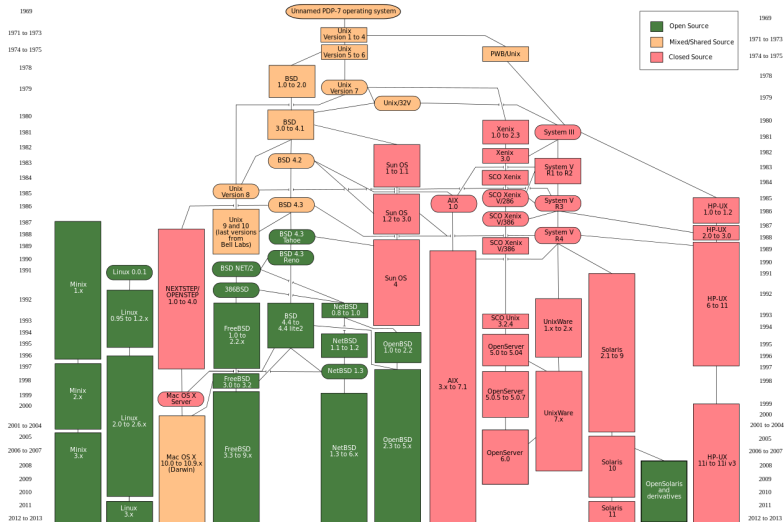 Unnamed PDP-7 operating system
1969
1969
Open Source
Mixed/Shared Source
Closed Source
1971 to 1973
Unix
Version 1 to 4
1971 to 1973
1974 to 1975
Unix
Version 5 to 6
PWB/Unix
1974 to 1975
1978
BSD
1.0 to 2.0
1978
1979
Unix
Version 7
Unix/32V
1979
1980
BSD
3.0 to 4.1
Xenix
1.0 to 2.3
System III
1980
1981
1981
1982
Sun OS
1 to 1.1
Xenix
3.0
1982
1983
BSD 4.2
System V
R1 to R2
1983
1984
SCO Xenix
1984
1985
Unix
Version 8
Sun OS
1.2 to 3.0
AIX
1.0
SCO Xenix
V/286
System V
R3
HP-UX
1.0 to 1.2
1985
1986
BSD 4.3
SCO Xenix
V/386
1986
1987
Unix
9 and 10
(last versions
from
Bell Labs)
HP-UX
2.0 to 3.0
1987
1988
BSD 4.3
Tahoe
System V
R4
1988
1989
BSD 4.3
Reno
SCO Xenix
V/386
1989
1990
Sun OS
4
1990
1991
Minix
1.x
Linux 0.0.1
BSD NET/2
1991
NEXTSTEP/
OPENSTEP
1.0 to 4.0
386BSD
HP-UX
6 to 11
1992
Linux
0.95 to 1.2.x
NetBSD
0.8 to 1.0
1992
1993
FreeBSD
1.0 to
2.2.x
BSD
4.4 to
4.4 lite2
SCO Unix
3.2.4
UnixWare
1.x to 2.x
Solaris
2.1 to 9
1993
1994
1994
1995
NetBSD
1.1 to 1.2
OpenBSD
1.0 to 2.2
OpenServer
5.0 to 5.04
1995
1996
1996
1997
NetBSD 1.3
1997
1998
Minix
2.x
FreeBSD
3.0 to 3.2
AIX
3.x to 7.1
1998
1999
Mac OS X
Server
OpenServer
5.0.5 to 5.0.7
1999
2000
2000
2001 to 2004
Linux
2.0 to 2.6.x
UnixWare
7.x
2001 to 2004
2005
2005
2006 to 2007
Minix
3.x
Mac OS X
10.0 to 10.9.x
(Darwin)
FreeBSD
3.3 to 9.x
NetBSD
1.3 to 6.x
OpenBSD
2.3 to 5.x
OpenServer
6.0
Solaris
10
HP-UX
11i to 11i v3
2006 to 2007
2008
2008
2009
OpenSolaris
and
derivatives
2009
2010
2010
2011
Linux
3.x
Solaris
11
2011
2012 to 2013
2012 to 2013